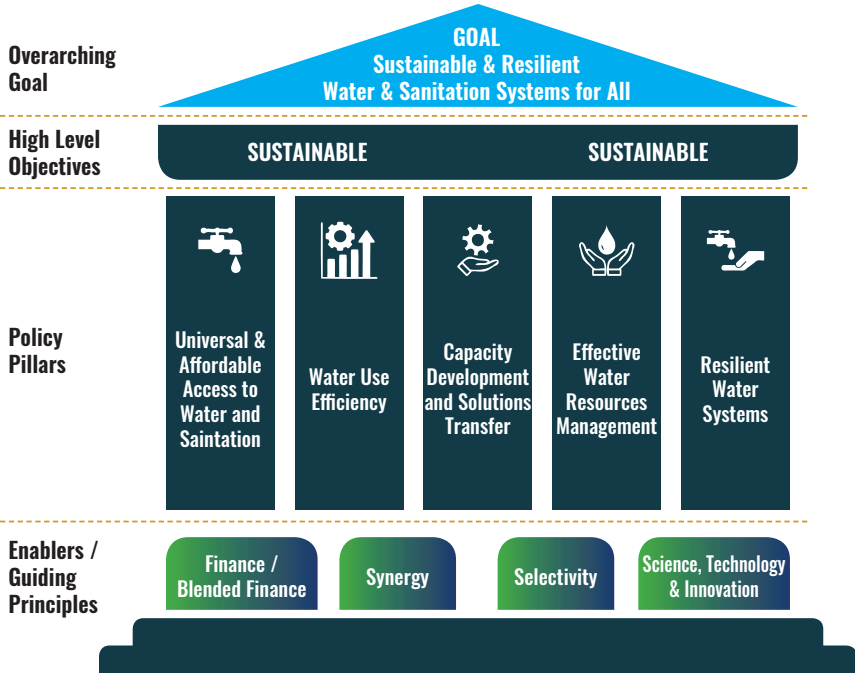 Overarching
Goal
GOAL
Sustainable & Resilient
Water & Sanitation Systems for All
High Level
Objectives
SUSTAINABLE
SUSTAINABLE
Policy
Pillars
Universal &
Affordable
Access to
Water and
Saintation
Water Use
Efficiency
Capacity
Development
and Solutions
Transfer
Effective
Water
Resources
Management
Resilient
Water
Systems
Enablers /
Guiding
Principles
Finance /
Blended Finance
Synergy
Selectivity
Science, Technology
& Innovation